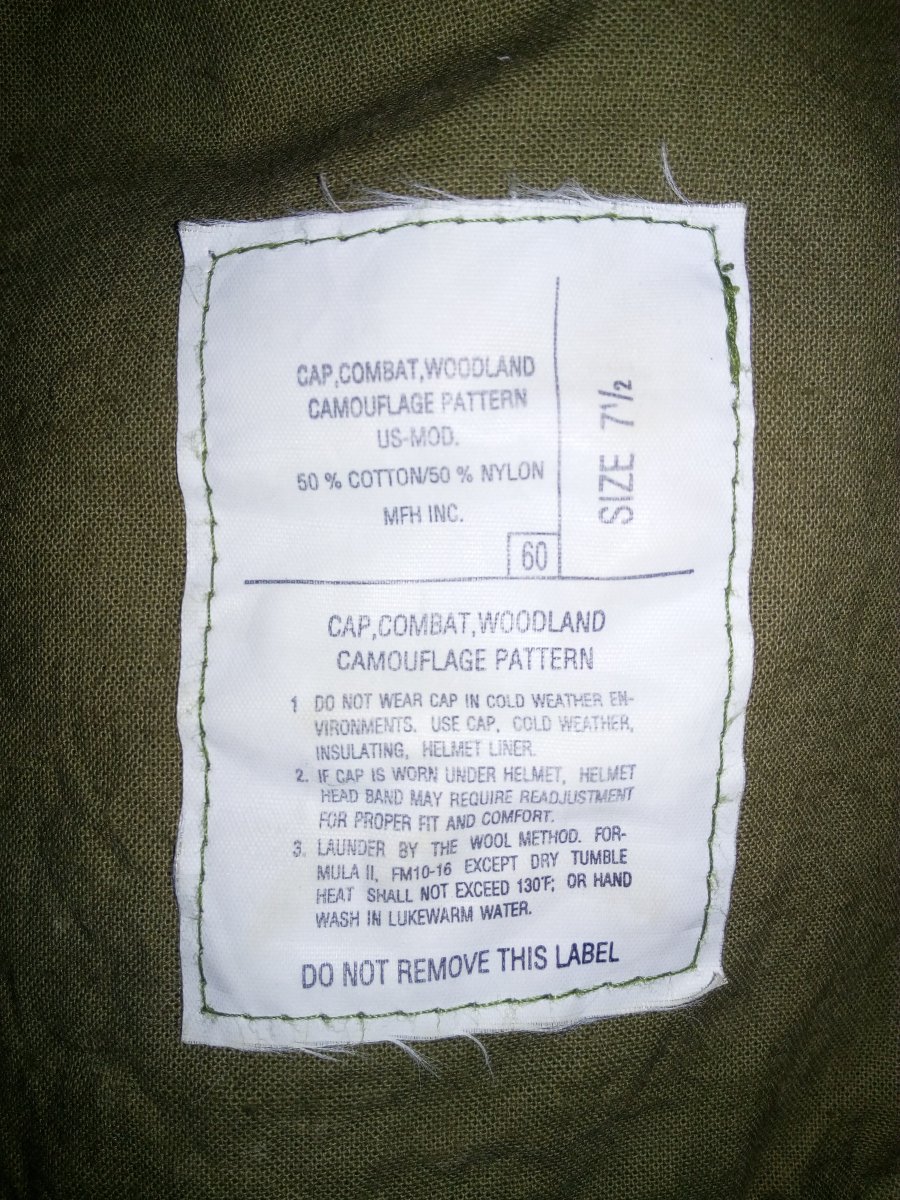 CAP,COMBAT,WOODLAND
CAMOUFLAGE PATTERN
US-MOD.
50 % COTTON/50 % NYLON
MFH INC.
60
SIZE 7 1/2
CAP,COMBAT,WOODLAND
CAMOUFLAGE PATTERN
1 DO NOT WEAR CAP IN COLD WEATHER EN-
VIRONMENTS. USE CAP, COLD WEATHER,
INSULATING, HELMET LINER.
2. IF CAP IS WORN UNDER HELMET, HELMET
HEAD BAND MAY REQUIRE READJUSTMENT
FOR PROPER FIT AND COMFORT.
3. LAUNDER BY THE WOOL METHOD. FOR-
MULA II, FM10-16 EXCEPT DRY TUMBLE
HEAT SHALL NOT EXCEED 130°F; OR HAND
WASH IN LUKEWARM WATER.
DO NOT REMOVE THIS LABEL